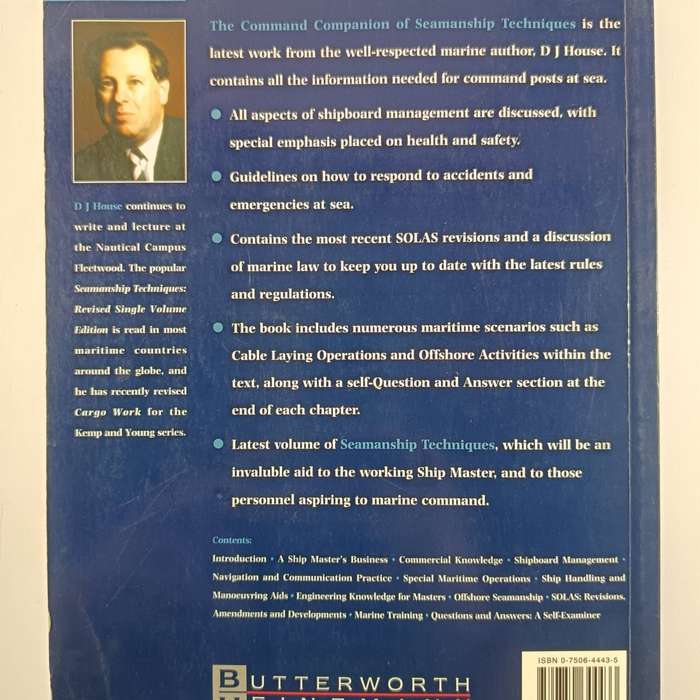 The Command Companion of Seamanship Techniques is the
latest work from the well-respected marine author, D J House. It
contains all the information needed for command posts at sea.
All aspects of shipboard management are discussed, with
special emphasis placed on health and safety.
Guidelines on how to respond to accidents and
emergencies at sea.
Contains the most recent SOLAS revisions and a discussion
of marine law to keep you up to date with the latest rules
and regulations.
The book includes numerous maritime scenarios such as
Cable Laying Operations and Offshore Activities within the
text, along with a self-Question and Answer section at the
end of each chapter.
Latest volume of Seamanship Techniques, which will be an
invaluble aid to the working Ship Master, and to those
personnel aspiring to marine command.
D J House continues to
write and lecture at
the Nautical Campus
Fleetwood. The popular
Seamanship Techniques:
Revised Single Volume
Edition is read in most
maritime countries
around the globe, and
he has recently revised
Cargo Work for the
Kemp and Young series.
Contents:
Introduction • A Ship Master's Business • Commercial Knowledge • Shipboard Management •
Navigation and Communication Practice • Special Maritime Operations • Ship Handling and
Manoeuvring Aids • Engineering Knowledge for Masters • Offshore Seamanship • SOLAS: Revisions,
Amendments and Developments • Marine Training • Questions and Answers: A Self-Examiner
BUTTERWORTH
HEINEMANN
ISBN 0-7506-4443-5